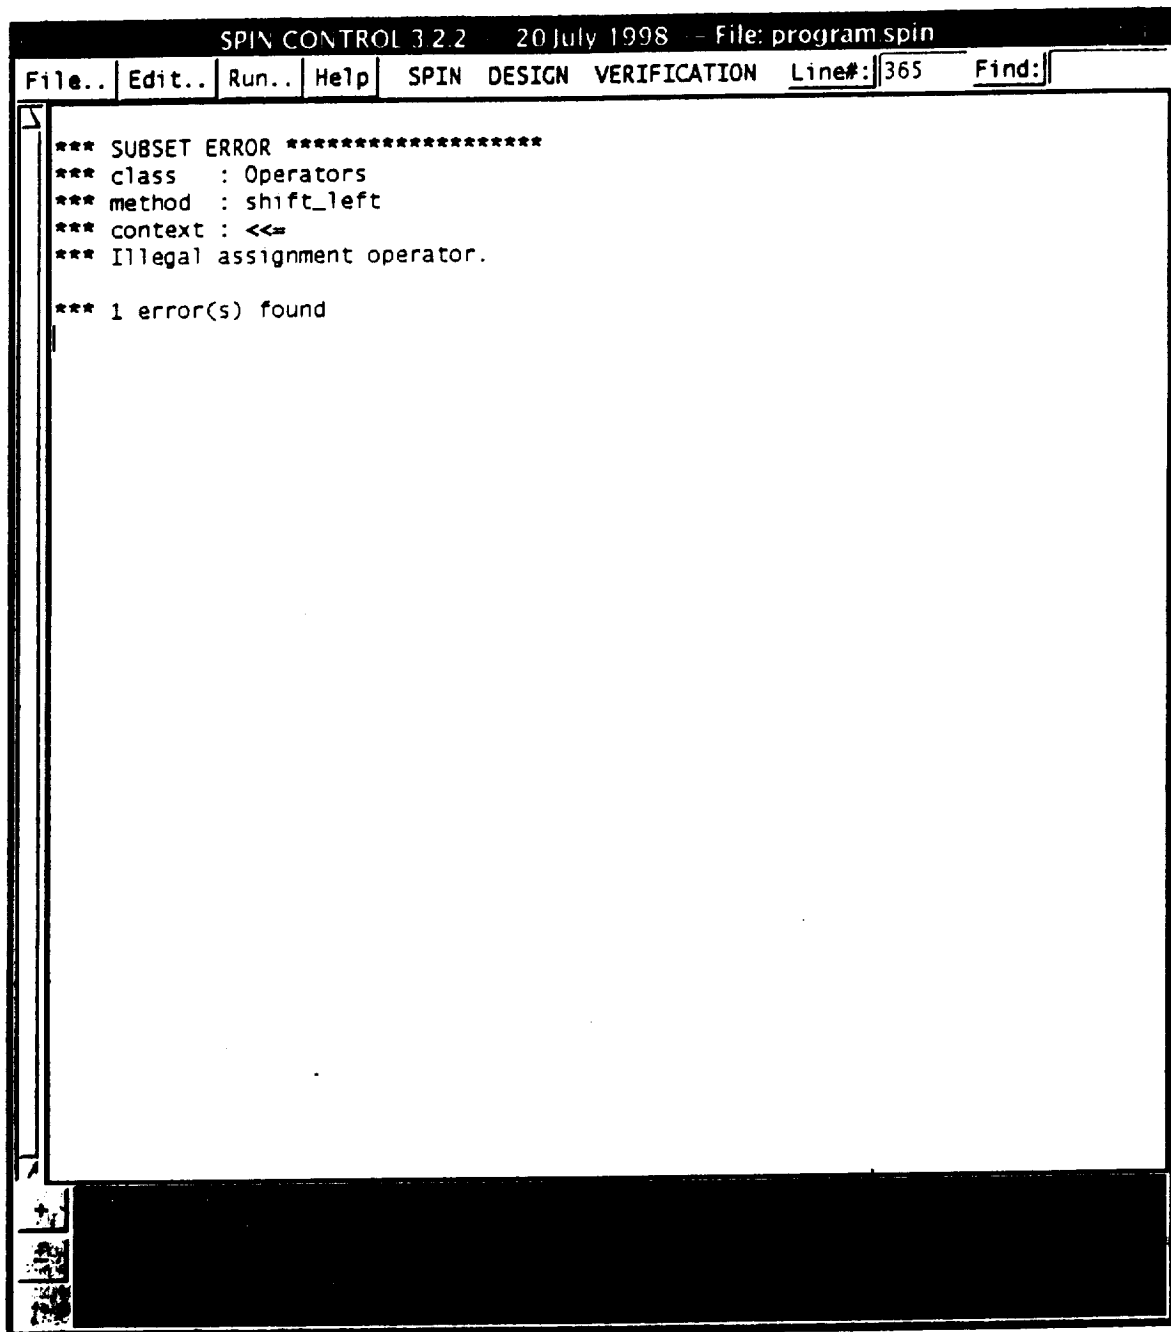 SPIN CONTROL 3.2.2 -- 20 July 1998 -- File: program.spin
File.. Edit.. Run.. Help SPIN DESIGN VERIFICATION Line#: 365 Find:
*** SUBSET ERROR *******************
*** class   : Operators
*** method  : shift_left
*** context : <<=
*** Illegal assignment operator.
*** 1 error(s) found